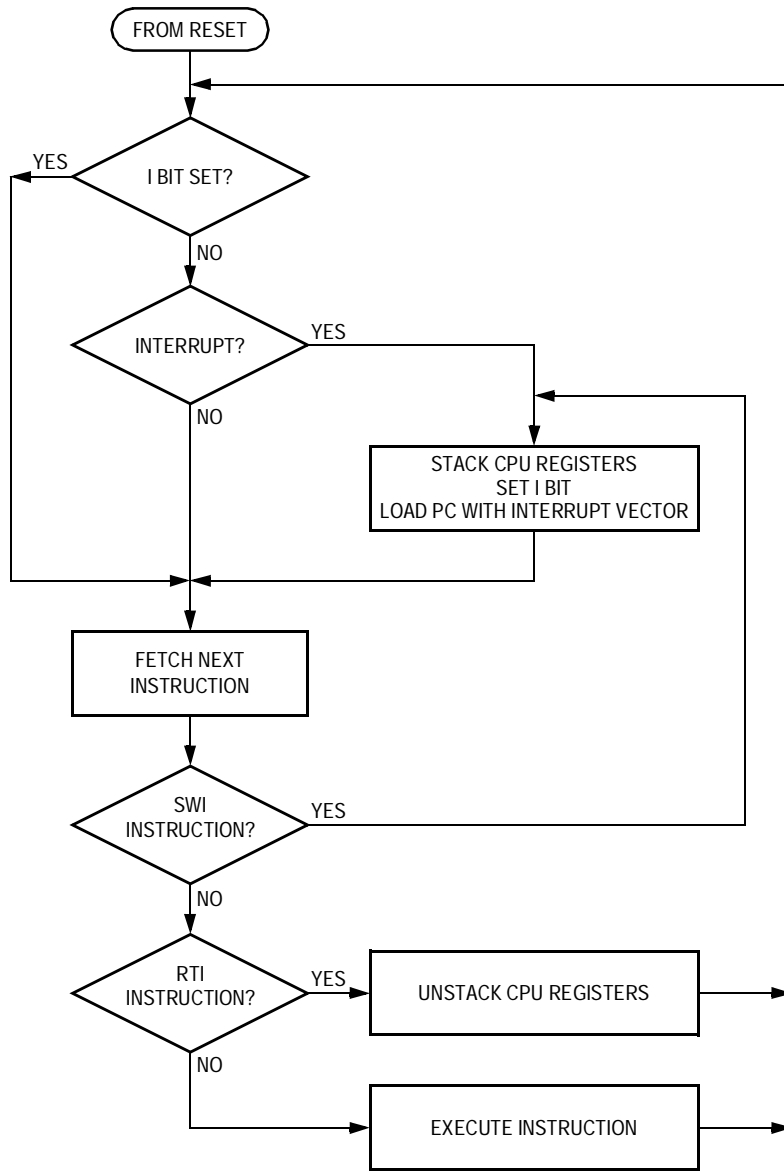 FROM RESET
YES
I BIT SET?
NO
INTERRUPT?
YES
NO
STACK CPU REGISTERS
SET I BIT
LOAD PC WITH INTERRUPT VECTOR
FETCH NEXT
INSTRUCTION
SWI
INSTRUCTION?
YES
NO
RTI
INSTRUCTION?
YES
UNSTACK CPU REGISTERS
NO
EXECUTE INSTRUCTION